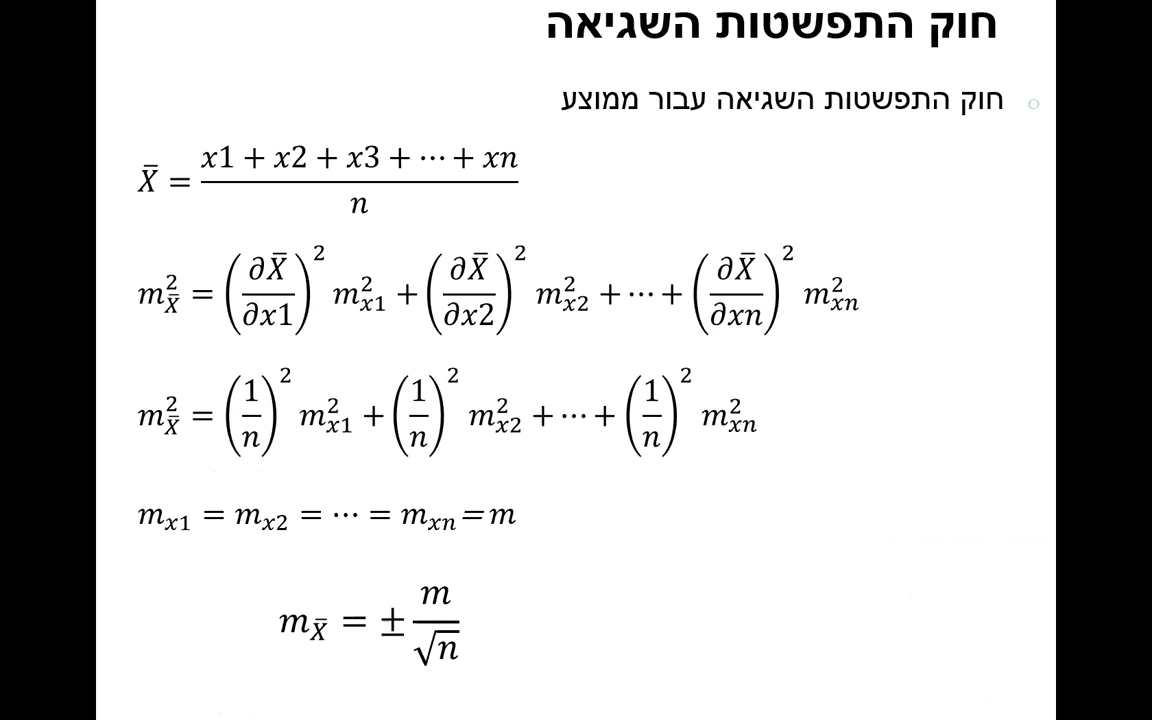 חוק התפשטות השגיאה
חוק התפשטות השגיאה עבור ממוצע
X̄ = (x1 + x2 + x3 + ⋯ + xn) / n
m²_X̄ = (∂X̄/∂x1)² m²_x1 + (∂X̄/∂x2)² m²_x2 + ⋯ + (∂X̄/∂xn)² m²_xn
m²_X̄ = (1/n)² m²_x1 + (1/n)² m²_x2 + ⋯ + (1/n)² m²_xn
m_x1 = m_x2 = ⋯ = m_xn = m
m_X̄ = ± m/√n